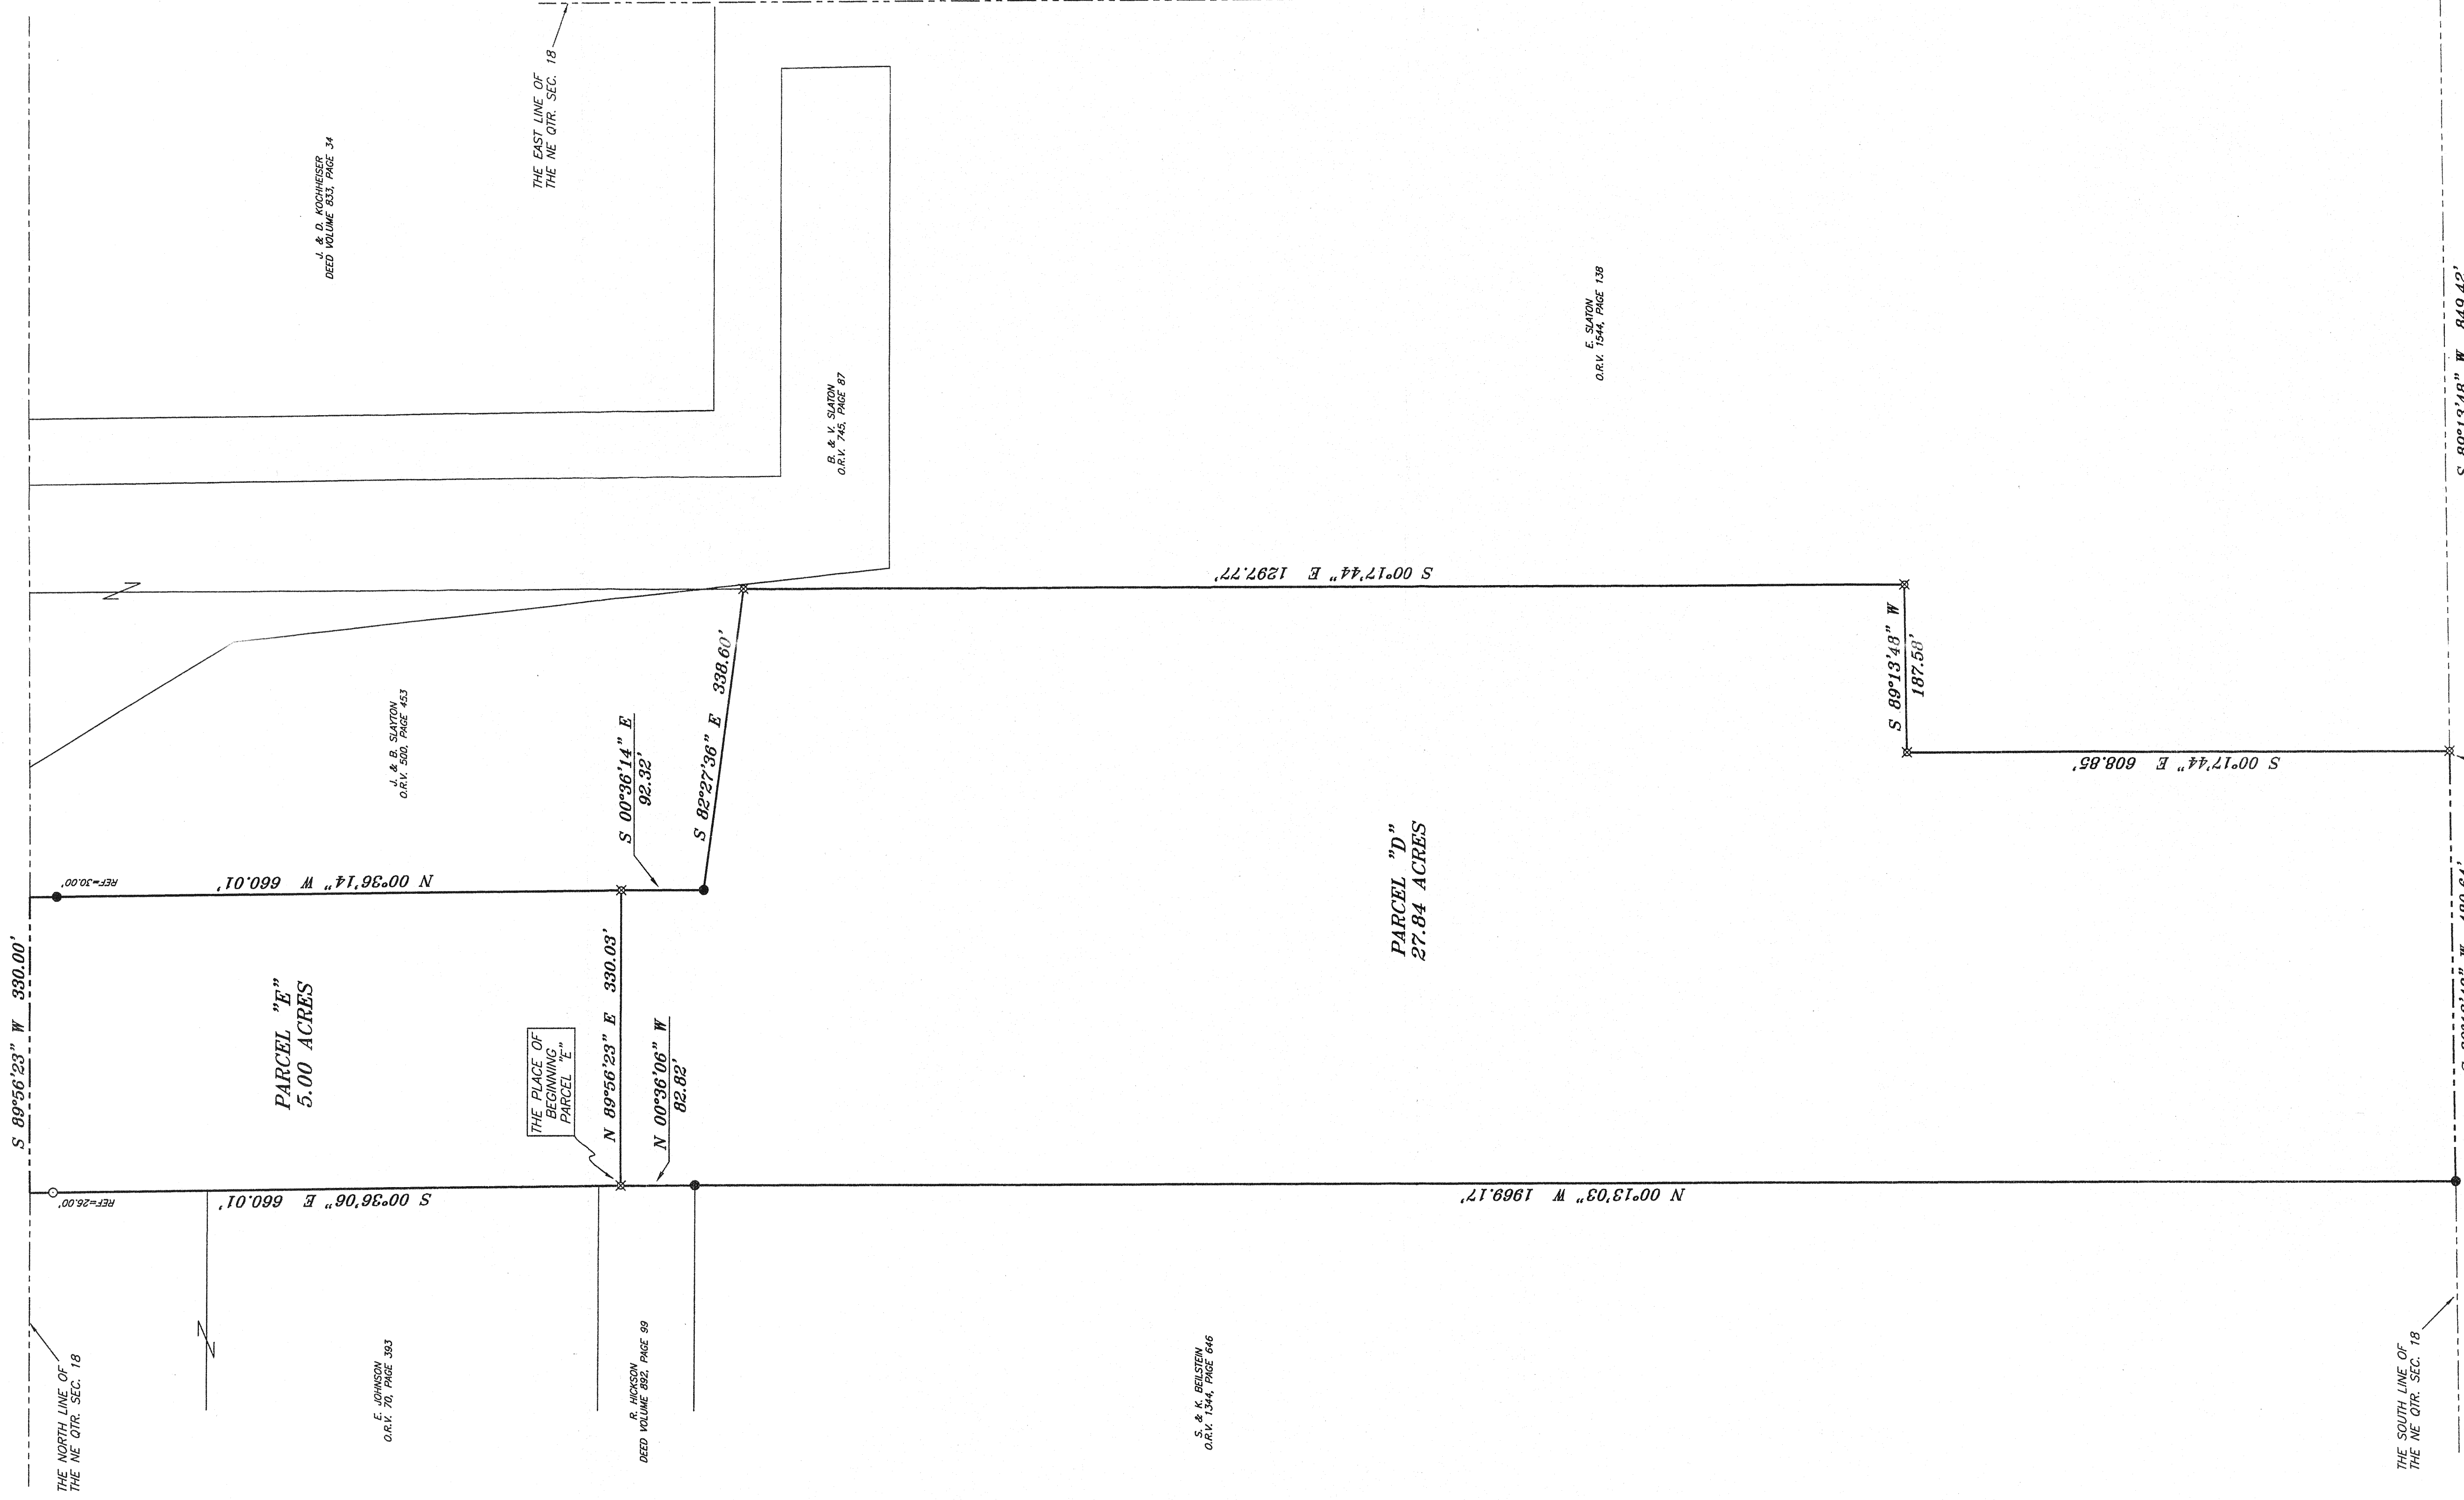 THE NORTH LINE OF
THE NE QTR. SEC. 18
S 89°56'23" W 330.00'
REF=26.00'
REF=30.00'
S 00°36'06" E 660.01'
N 00°36'14" W 660.01'
PARCEL "E"
5.00 ACRES
E. JOHNSON
O.R.V. 70, PAGE 393
J. & B. SLAYTON
O.R.V. 500, PAGE 453
J. & D. KOCHHEISER
DEED VOLUME 833, PAGE 34
THE EAST LINE OF
THE NE QTR. SEC. 18
THE PLACE OF
BEGINNING
PARCEL "E"
N 89°56'23" E 330.03'
S 00°36'14" E
92.32'
R. HICKSON
DEED VOLUME 892, PAGE 99
N 00°36'06" W
82.82'
S 82°27'36" E 338.60'
B. & V. SLATON
O.R.V. 745, PAGE 87
S 00°17'44" E 1297.77'
S. & K. BEILSTEIN
O.R.V. 1344, PAGE 646
N 00°13'03" W 1969.17'
PARCEL "D"
27.84 ACRES
E. SLATON
O.R.V. 1544, PAGE 138
S 89°13'48" W
187.58'
S 00°17'44" E 608.85'
THE SOUTH LINE OF
THE NE QTR. SEC. 18
S 89°13'48" W 849.42'